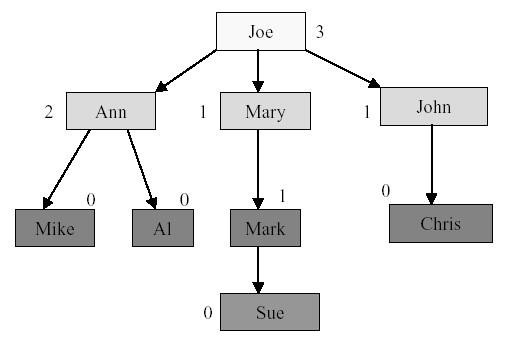 Joe 3
2 Ann
1 Mary
1 John
0
0
1
0
Mike
Al
Mark
Chris
0 Sue